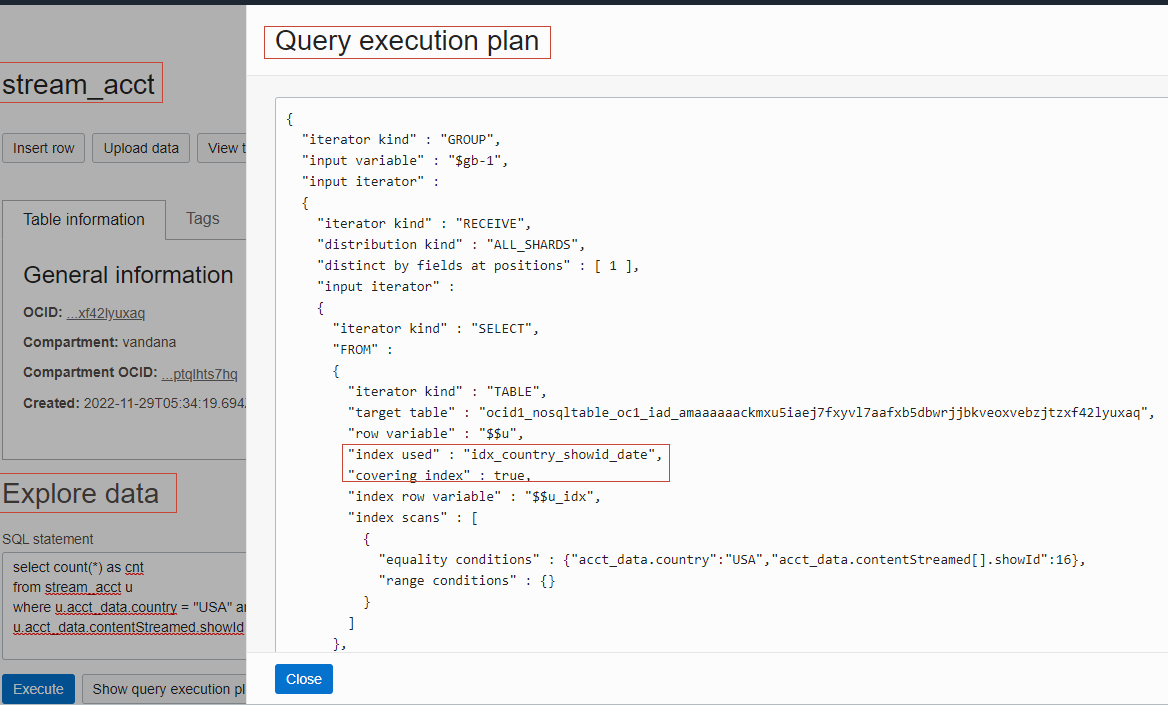 stream_acct
Insert row
Upload data
View t
Table information
Tags
General information
OCID: ...xf42lyuxaq
Compartment: vandana
Compartment OCID: ...ptqlhts7hq
Created: 2022-11-29T05:34:19.694
Explore data
SQL statement
select count(*) as cnt
from stream_acct u
where u.acct_data.country = "USA" a
u.acct_data.contentStreamed.showId
Execute
Show query execution pl
Query execution plan
{
"iterator kind" : "GROUP",
"input variable" : "$gb-1",
"input iterator" :
{
"iterator kind" : "RECEIVE",
"distribution kind" : "ALL_SHARDS",
"distinct by fields at positions" : [ 1 ],
"input iterator" :
{
"iterator kind" : "SELECT",
"FROM" :
{
"iterator kind" : "TABLE",
"target table" : "ocid1_nosqltable_oc1_iad_amaaaaaackmxu5iaej7fxyvl7aafxb5dbwrjjbkveoxvebzjtzxf42lyuxaq",
"row variable" : "$$u",
"index used" : "idx_country_showid_date",
"covering index" : true,
"index row variable" : "$$u_idx",
"index scans" : [
{
"equality conditions" : {"acct_data.country":"USA","acct_data.contentStreamed[].showId":16},
"range conditions" : {}
}
]
},
Close